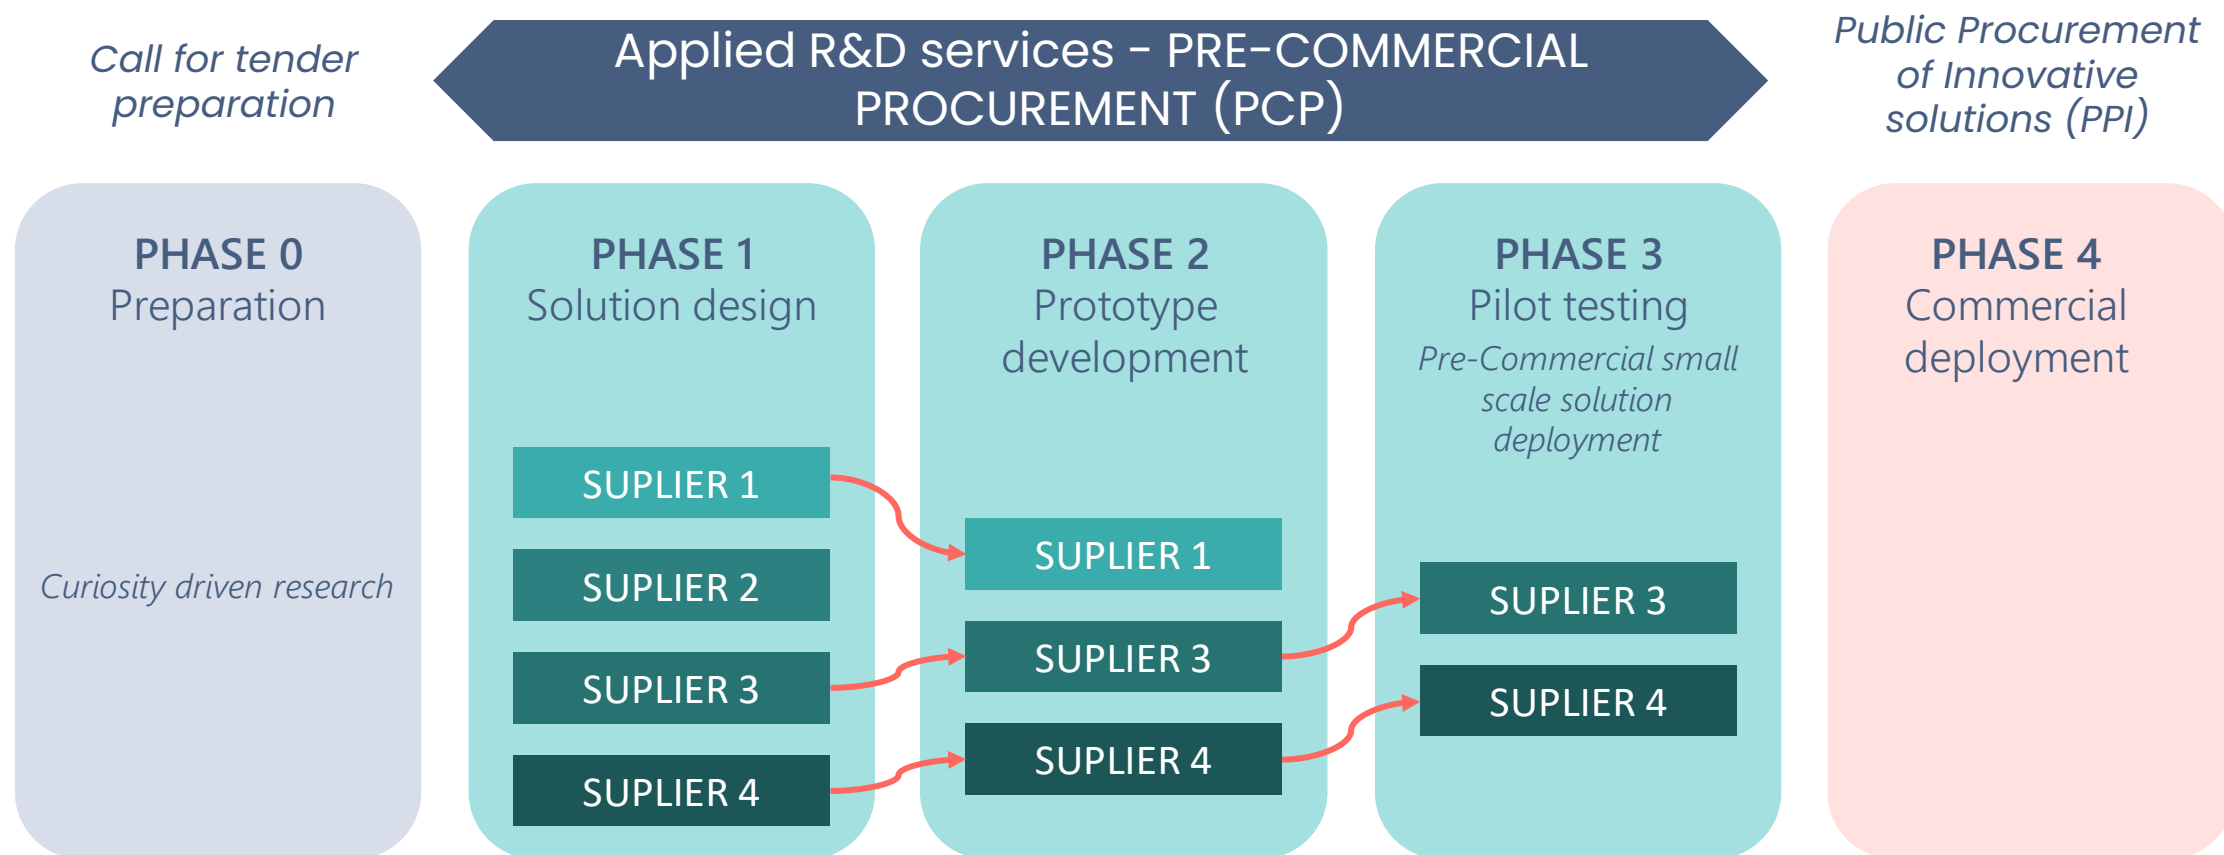 Call for tender
preparation
Applied R&D services - PRE-COMMERCIAL
PROCUREMENT (PCP)
Public Procurement
of Innovative
solutions (PPI)
PHASE 0
Preparation
Curiosity driven research
PHASE 1
Solution design
SUPLIER 1
SUPLIER 2
SUPLIER 3
SUPLIER 4
PHASE 2
Prototype
development
SUPLIER 1
SUPLIER 3
SUPLIER 4
PHASE 3
Pilot testing
Pre-Commercial small
scale solution
deployment
SUPLIER 3
SUPLIER 4
PHASE 4
Commercial
deployment